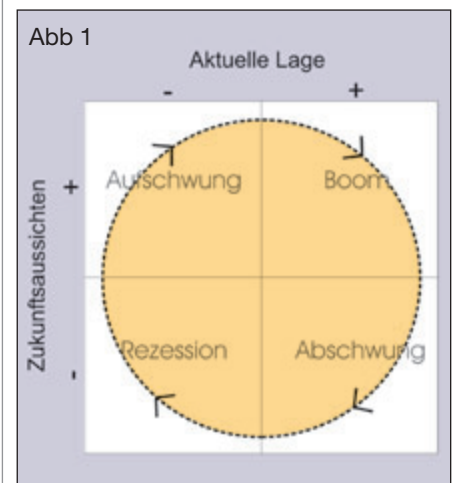 Abb 1
Aktuelle Lage
- +
Zukunftsaussichten
+
Aufschwung Boom
Rezession Abschwung
-